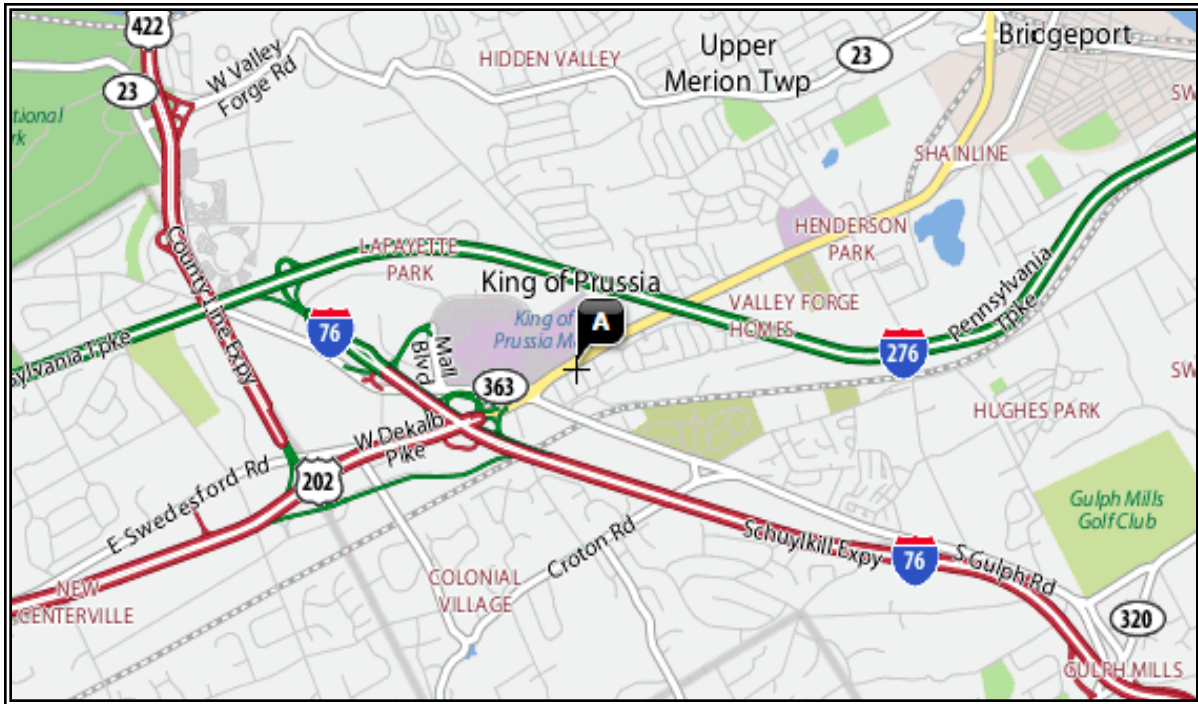 422
23
W Valley
Forge Rd
HIDDEN VALLEY
Upper
Merion Twp
23
Bridgeport
SW
tional
rk
SHAINLINE
County Line Expy
LAFAYETTE
PARK
HENDERSON
PARK
King of Prussia
King of
Prussia M
A
VALLEY FORGE
HOMES
Pennsylvania
Tpke
76
276
sylvania Tpke
Mall
Blvd
363
SW
HUGHES PARK
W Dekalb
Pike
202
E Swedesford Rd
Gulph Mills
Golf Club
Schuylkill Expy
76
S Gulph Rd
Croton Rd
COLONIAL
VILLAGE
NEW
CENTERVILLE
320
GULPH MILLS